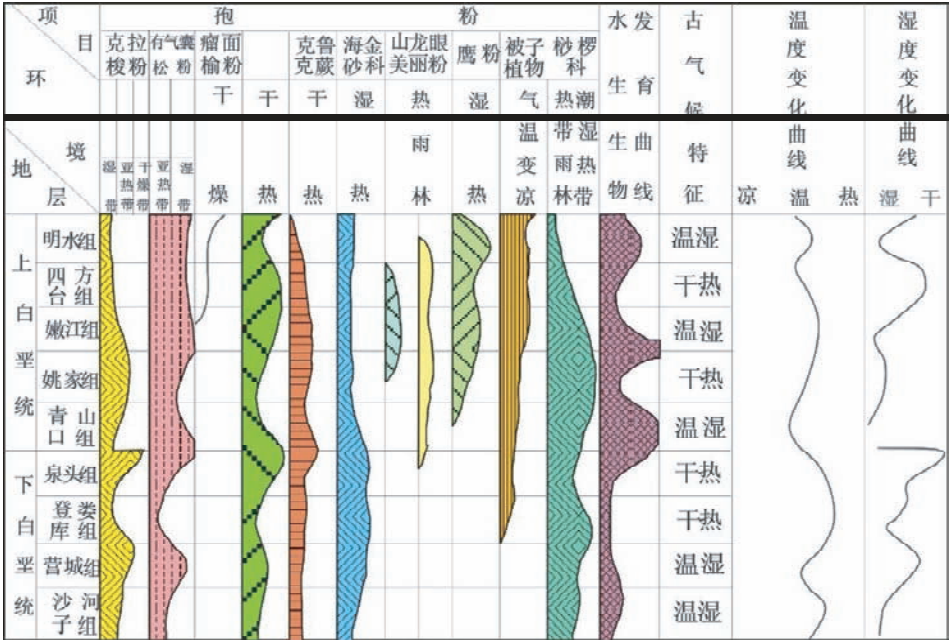 项 目 环 境 地 层
孢 粉
克拉梭粉
湿带 亚热带 干燥带
有气囊松粉
亚热带 湿带
瘤面榆粉
干燥
干热
克鲁克蕨
干热
海金砂科
湿热
山龙眼 美丽粉
热雨林
鹰粉
湿热
被子植物
气温变凉
桫椤科
热带雨林 潮湿热带
水生生物 发育曲线
古气候特征
温度变化曲线
凉 温 热
湿度变化曲线
湿 干
上白垩统
明水组 温湿
四方台组 干热
嫩江组 温湿
姚家组 干热
青山口组 温湿
下白垩统
泉头组 干热
登娄库组 干热
营城组 温湿
沙河子组 温湿